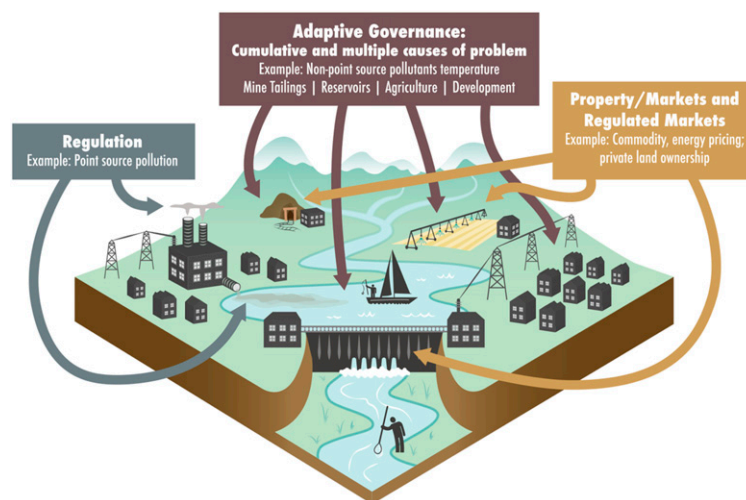 Adaptive Governance:
Cumulative and multiple causes of problem
Example: Non-point source pollutants temperature
Mine Tailings | Reservoirs | Agriculture | Development
Property/Markets and
Regulated Markets
Example: Commodity, energy pricing;
private land ownership
Regulation
Example: Point source pollution